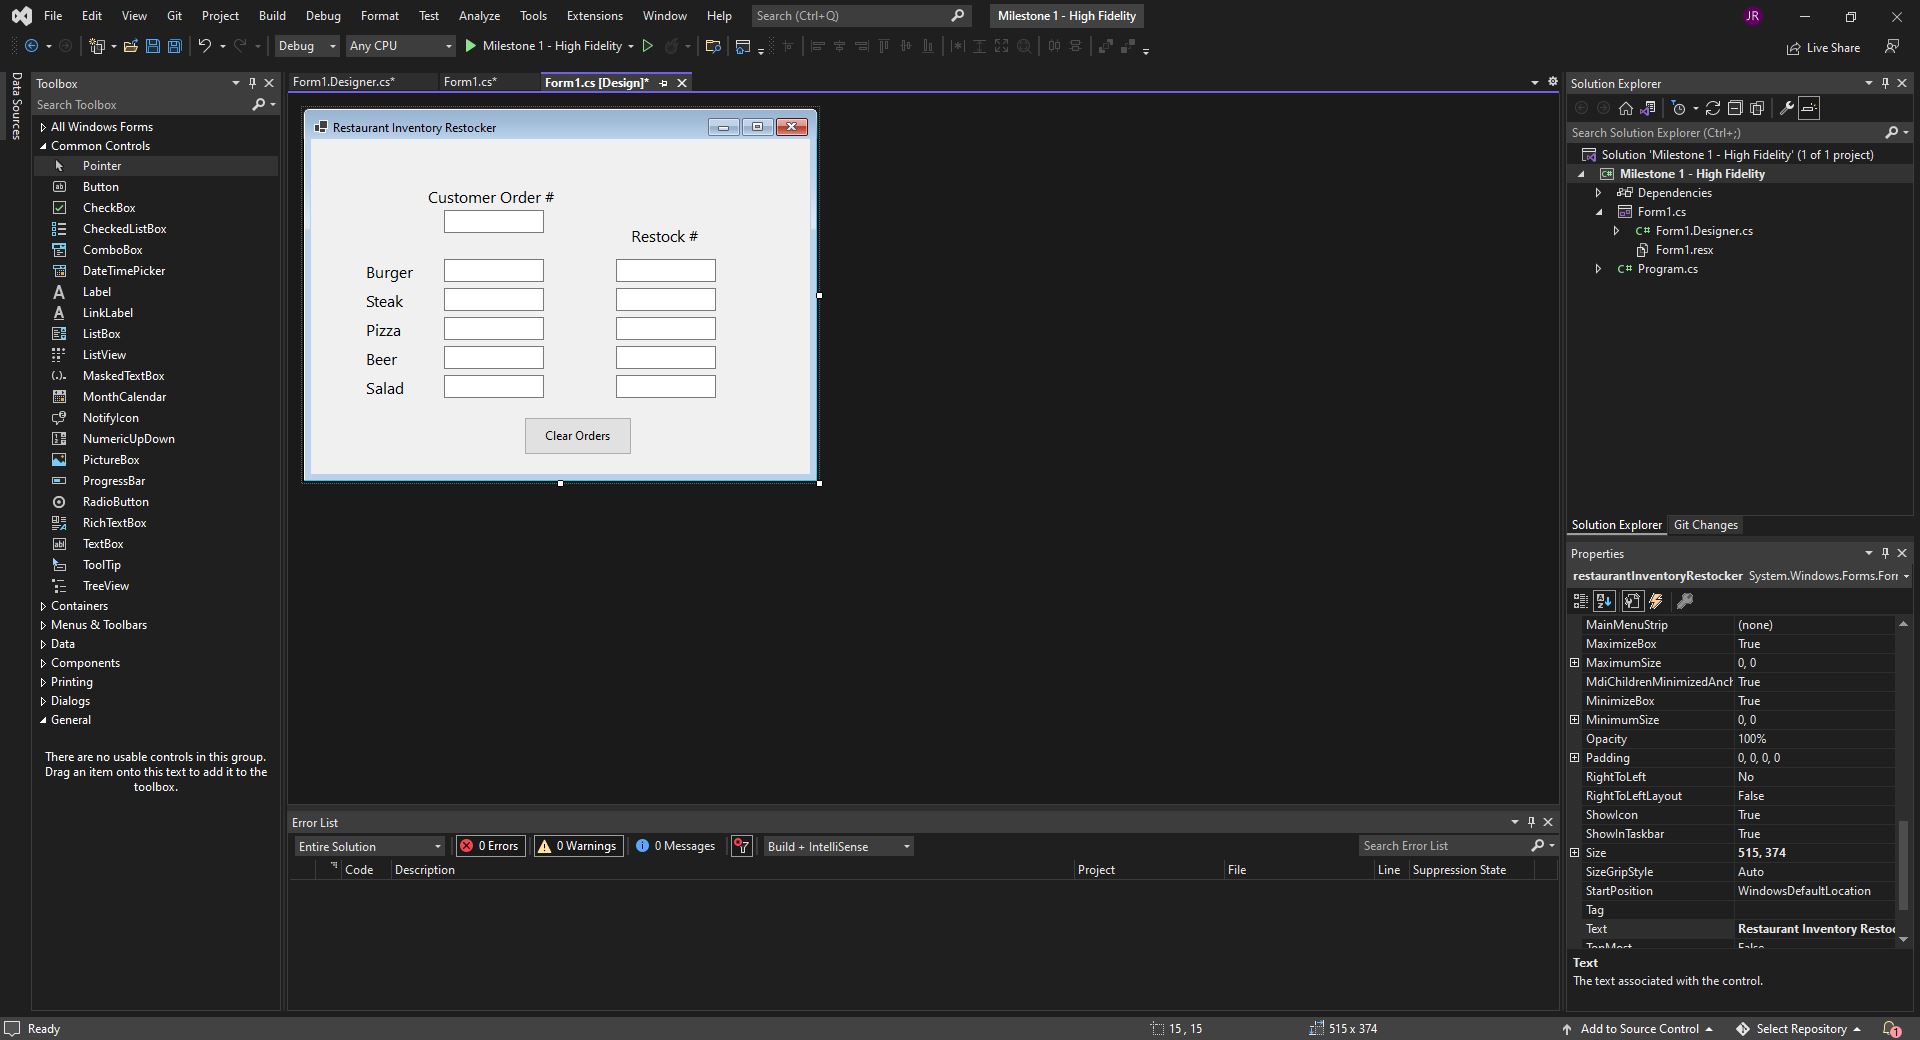 File Edit View Git Project Build Debug Format Test Analyze Tools Extensions Window Help Search (Ctrl+Q) Milestone 1 - High Fidelity JR
Debug Any CPU Milestone 1 - High Fidelity Live Share
Data Sources
Toolbox
Search Toolbox
All Windows Forms
Common Controls
Pointer
Button
CheckBox
CheckedListBox
ComboBox
DateTimePicker
Label
LinkLabel
ListBox
ListView
MaskedTextBox
MonthCalendar
NotifyIcon
NumericUpDown
PictureBox
ProgressBar
RadioButton
RichTextBox
TextBox
ToolTip
TreeView
Containers
Menus & Toolbars
Data
Components
Printing
Dialogs
General
There are no usable controls in this group.
Drag an item onto this text to add it to the
toolbox.
Form1.Designer.cs* Form1.cs* Form1.cs [Design]*
Restaurant Inventory Restocker
Customer Order #
Restock #
Burger
Steak
Pizza
Beer
Salad
Clear Orders
Error List
Entire Solution 0 Errors 0 Warnings 0 Messages Build + IntelliSense Search Error List
Code Description Project File Line Suppression State
Solution Explorer
Search Solution Explorer (Ctrl+;)
Solution 'Milestone 1 - High Fidelity' (1 of 1 project)
C# Milestone 1 - High Fidelity
Dependencies
Form1.cs
C# Form1.Designer.cs
Form1.resx
C# Program.cs
Solution Explorer Git Changes
Properties
restaurantInventoryRestocker System.Windows.Forms.Forr
MainMenuStrip (none)
MaximizeBox True
MaximumSize 0, 0
MdiChildrenMinimizedAnch True
MinimizeBox True
MinimumSize 0, 0
Opacity 100%
Padding 0, 0, 0, 0
RightToLeft No
RightToLeftLayout False
ShowIcon True
ShowInTaskbar True
Size 515, 374
SizeGripStyle Auto
StartPosition WindowsDefaultLocation
Tag
Text Restaurant Inventory Restoc
TopMost False
Text
The text associated with the control.
Ready 15 , 15 515 x 374 Add to Source Control Select Repository 1